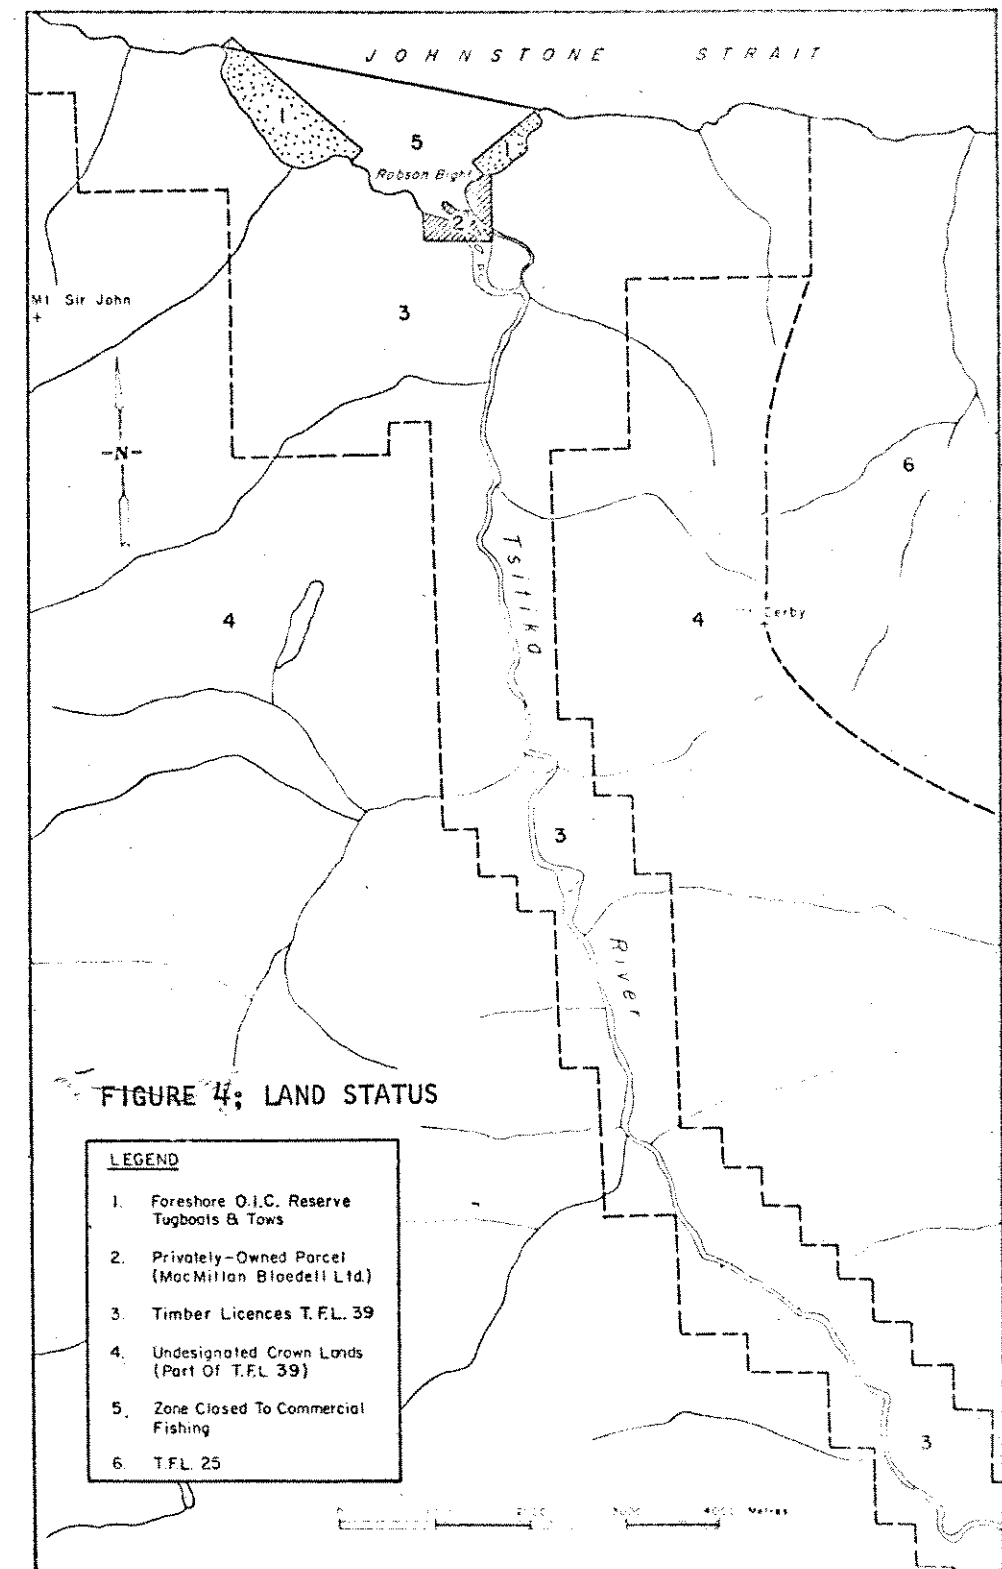 JOHNSTONE STRAIT
1
5
1
Robson Bight
2
Mt Sir John
3
-N-
6
Tsitika
4
4
3
River
FIGURE 4; LAND STATUS
LEGEND
1. Foreshore O.I.C. Reserve
Tugboats & Tows
2. Privately-Owned Parcel
(MacMillan Bloedell Ltd.)
3. Timber Licences T.F.L. 39
4. Undesignated Crown Lands
(Part Of T.F.L. 39)
5. Zone Closed To Commercial
Fishing
6. T.F.L. 25
3
4000 Metres